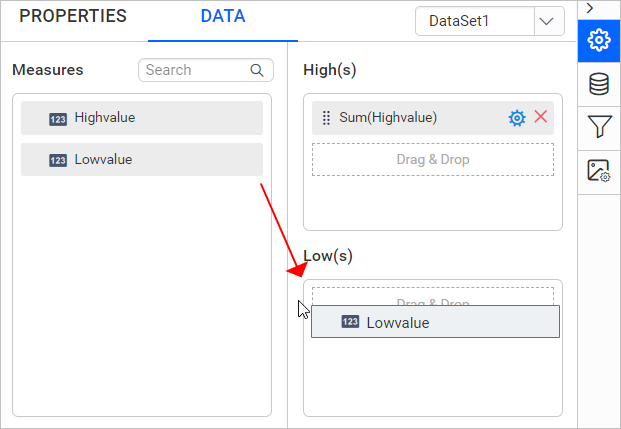 PROPERTIES
DATA
DataSet1
Measures
Search
123 Highvalue
123 Lowvalue
High(s)
Sum(Highvalue)
Drag & Drop
Low(s)
Drag & Drop
123 Lowvalue